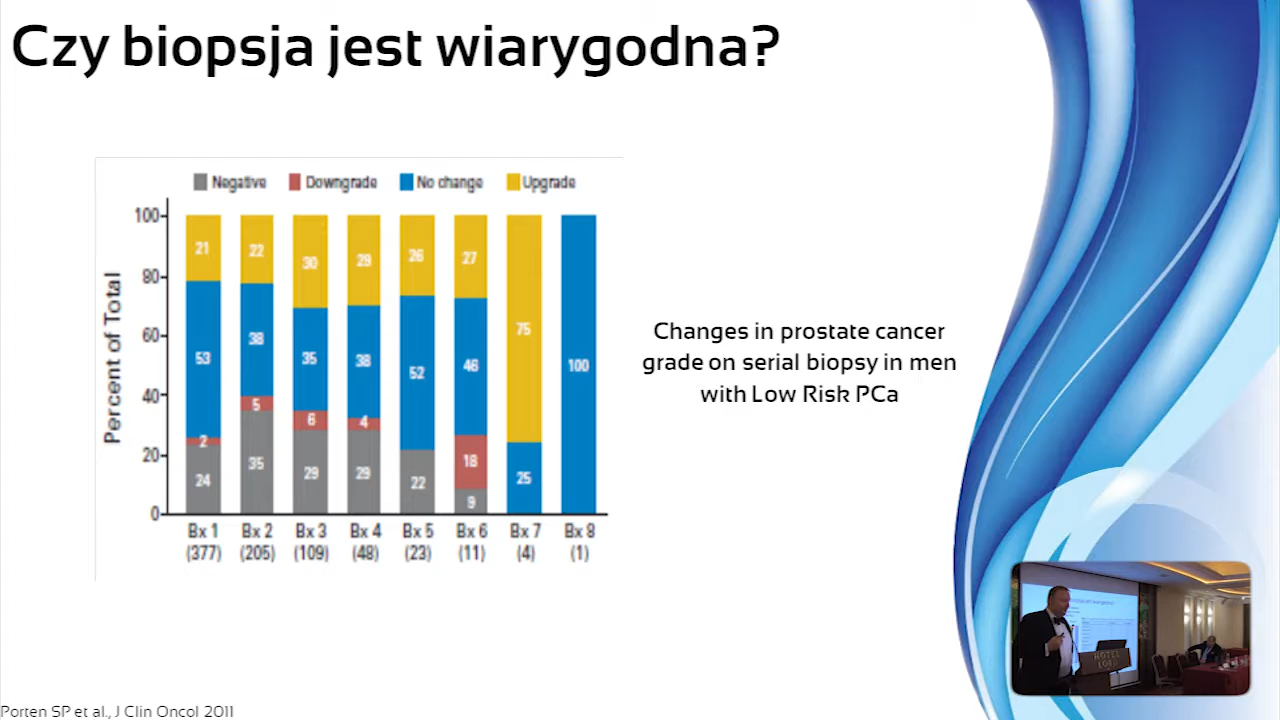 Czy biopsja jest wiarygodna?
Negative Downgrade No change Upgrade
Percent of Total
100
80
60
40
20
0
21 22 30 29 26 27 75 100
53 38 35 38 52 46 25
2 5 6 4 18
24 35 29 29 22 9
Bx 1 Bx 2 Bx 3 Bx 4 Bx 5 Bx 6 Bx 7 Bx 8
(377) (205) (109) (48) (23) (11) (4) (1)
Changes in prostate cancer
grade on serial biopsy in men
with Low Risk PCa
HOTEL
Porten SP et al., J Clin Oncol 2011